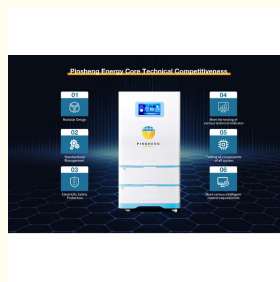 Pinsheng Energy Core Technical Competitiveness
01
Modular Design
02
Standardized
Management
03
Electricity Safety
Protection
PINSHENG
04
Meet the testing of
various technical indicators
05
Testing all components
of all system
06
Meet various intelligent
control requirements